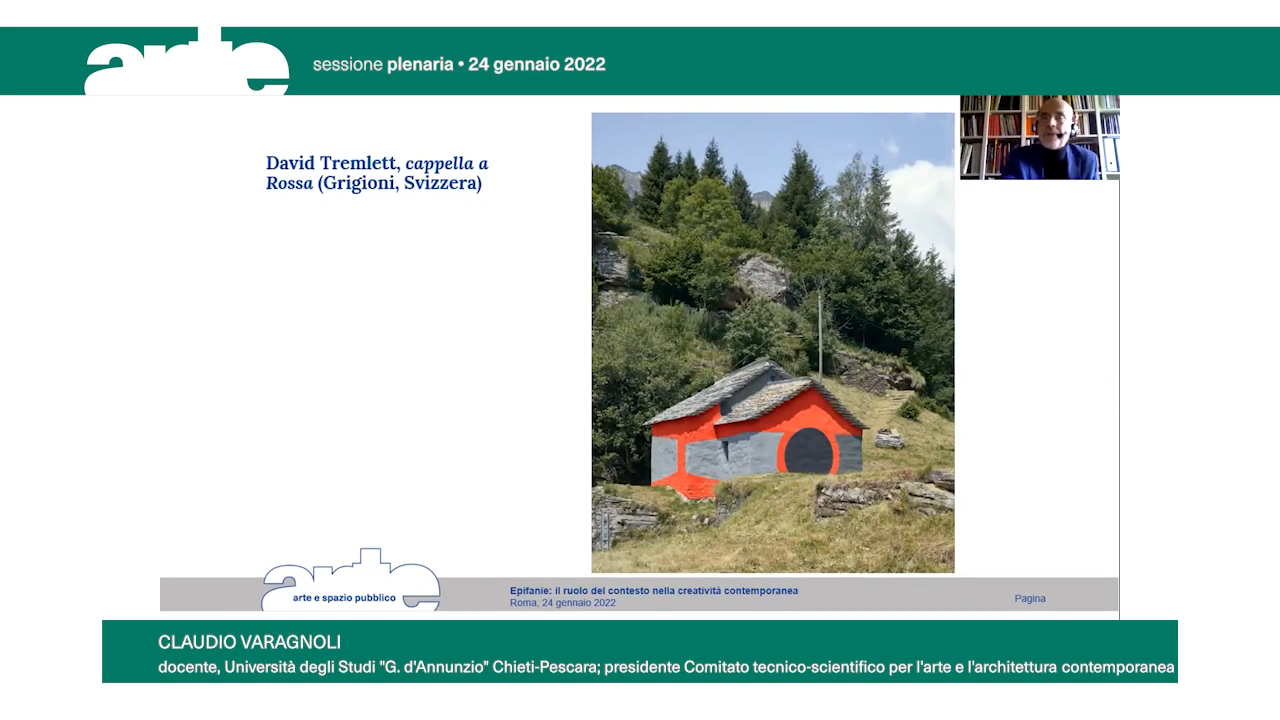 arte
sessione plenaria • 24 gennaio 2022
David Tremlett, cappella a
Rossa (Grigioni, Svizzera)
arte
arte e spazio pubblico
Epifanie: il ruolo del contesto nella creatività contemporanea
Roma, 24 gennaio 2022
Pagina
CLAUDIO VARAGNOLI
docente, Università degli Studi "G. d'Annunzio" Chieti-Pescara; presidente Comitato tecnico-scientifico per l'arte e l'architettura contemporanea